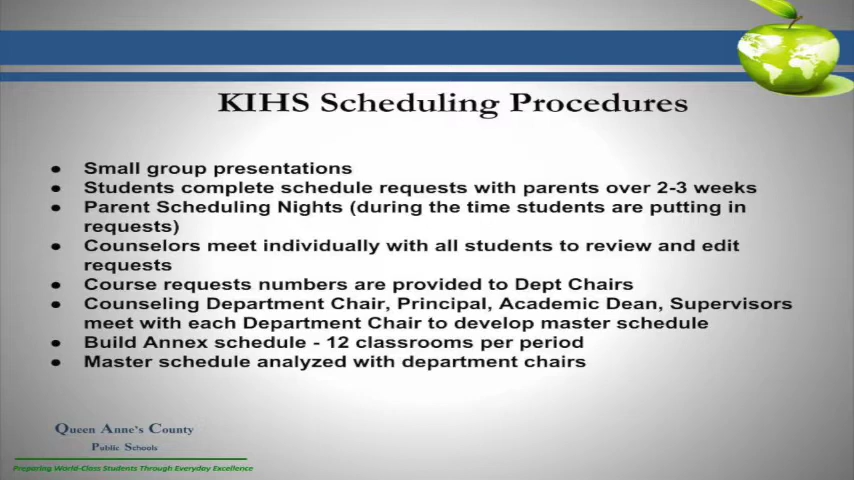 KIHS Scheduling Procedures
● Small group presentations
● Students complete schedule requests with parents over 2-3 weeks
● Parent Scheduling Nights (during the time students are putting in
requests)
● Counselors meet individually with all students to review and edit
requests
● Course requests numbers are provided to Dept Chairs
● Counseling Department Chair, Principal, Academic Dean, Supervisors
meet with each Department Chair to develop master schedule
● Build Annex schedule - 12 classrooms per period
● Master schedule analyzed with department chairs
Queen Anne's County
Public Schools
Preparing World-Class Students Through Everyday Excellence